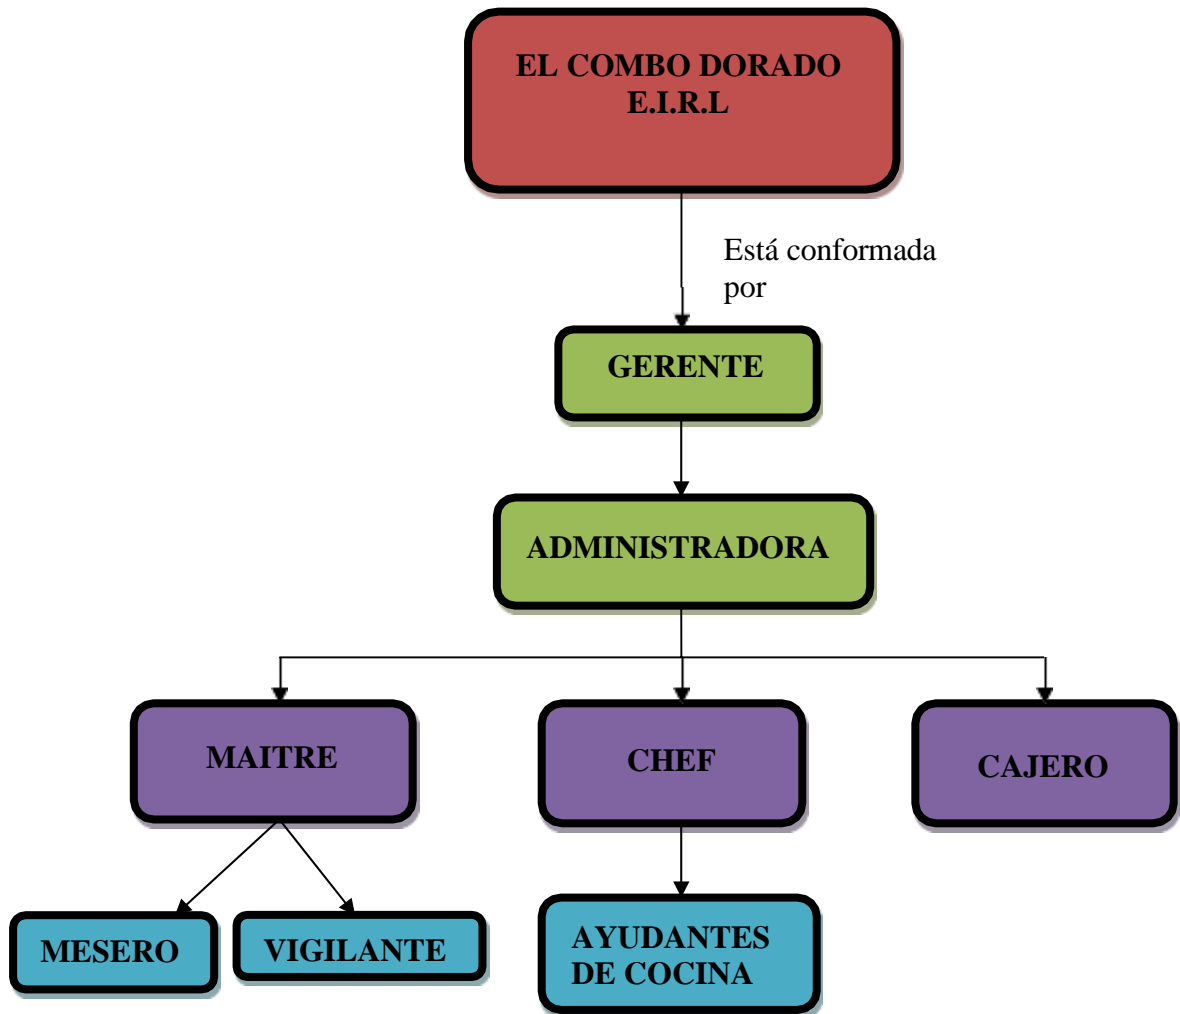 EL COMBO DORADO
E.I.R.L
Está conformada
por
GERENTE
ADMINISTRADORA
MAITRE
CHEF
CAJERO
MESERO
VIGILANTE
AYUDANTES
DE COCINA